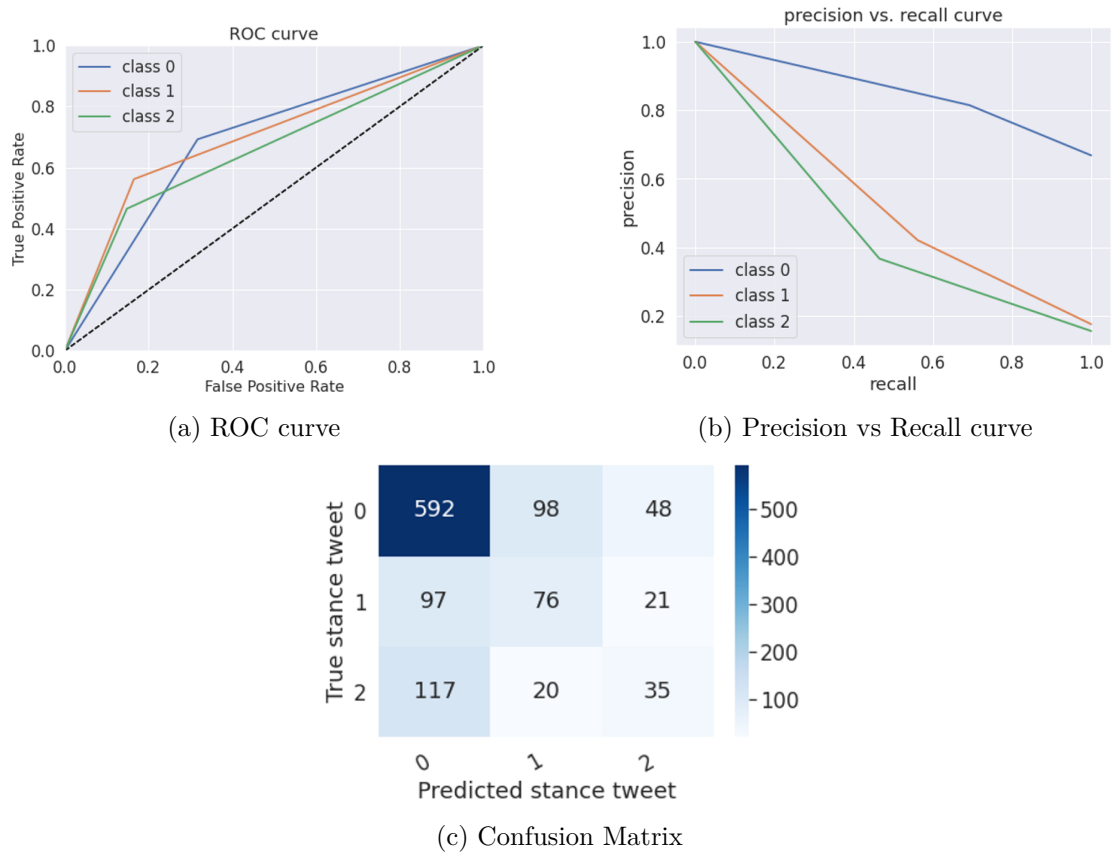 ROC curve
1.0
0.8
0.6
0.4
0.2
0.0
True Positive Rate
class 0
class 1
class 2
0.0 0.2 0.4 0.6 0.8 1.0
False Positive Rate
(a) ROC curve
precision vs. recall curve
1.0
0.8
0.6
0.4
0.2
precision
class 0
class 1
class 2
0.0 0.2 0.4 0.6 0.8 1.0
recall
(b) Precision vs Recall curve
True stance tweet
0 592 98 48
1 97 76 21
2 117 20 35
0 1 2
Predicted stance tweet
500
400
300
200
100
(c) Confusion Matrix